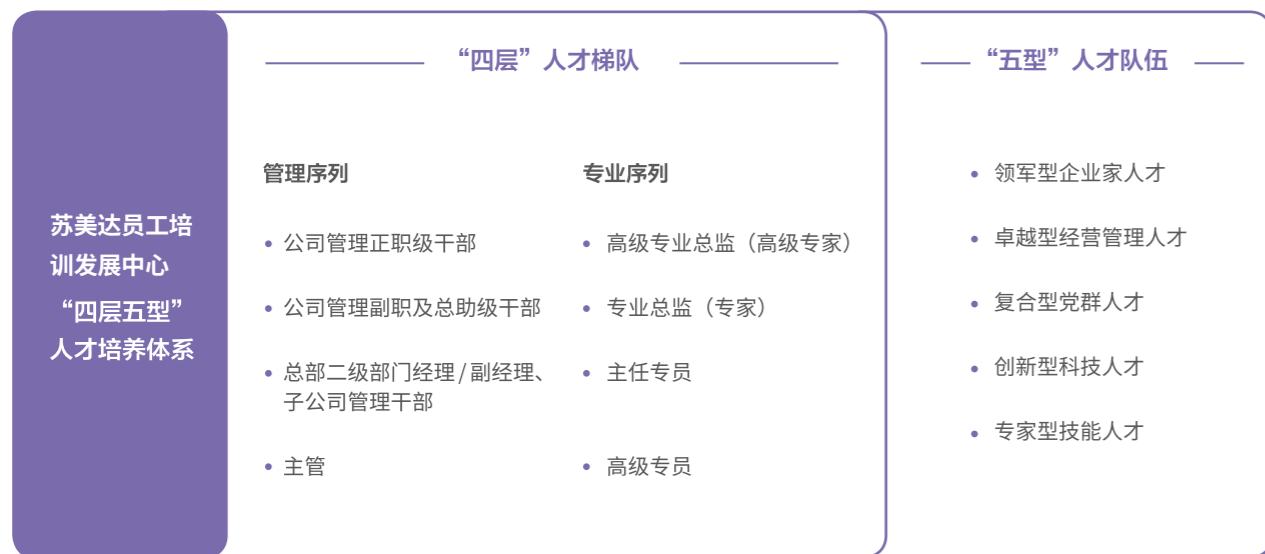 苏美达员工培
训发展中心
“四层五型”
人才培养体系
“四层”人才梯队
管理序列
• 公司管理正职级干部
• 公司管理副职及总助级干部
• 总部二级部门经理/副经理、
子公司管理干部
• 主管
专业序列
• 高级专业总监（高级专家）
• 专业总监（专家）
• 主任专员
• 高级专员
“五型”人才队伍
• 领军型企业家人才
• 卓越型经营管理人才
• 复合型党群人才
• 创新型科技人才
• 专家型技能人才